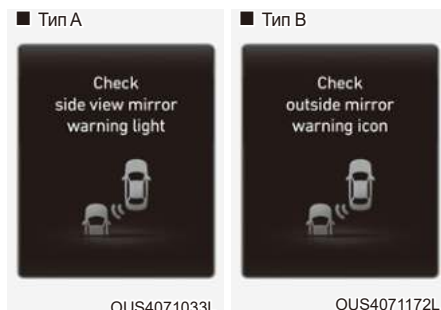 ■ Тип A
Check
side view mirror
warning light
OUS4071033L
■ Тип B
Check
outside mirror
warning icon
OUS4071172L